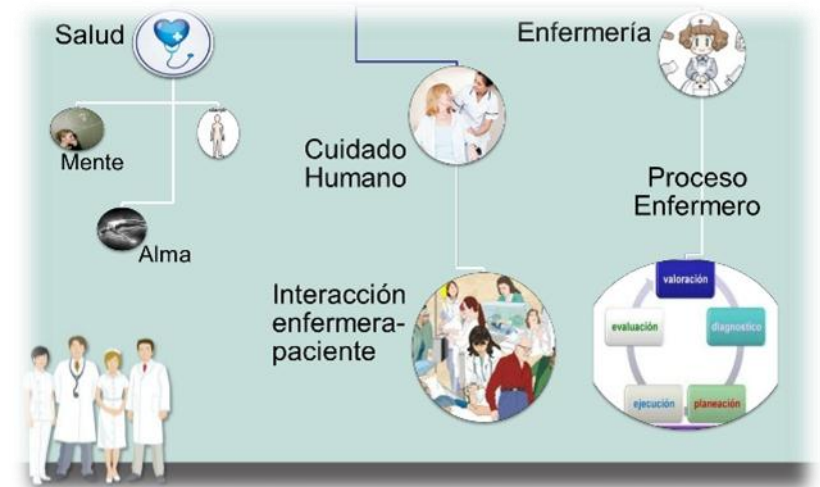 Salud
Mente
Alma
Cuidado
Humano
Interacción
enfermera-
paciente
Enfermería
Proceso
Enfermero
valoración
evaluación
diagnostico
ejecución
planeación